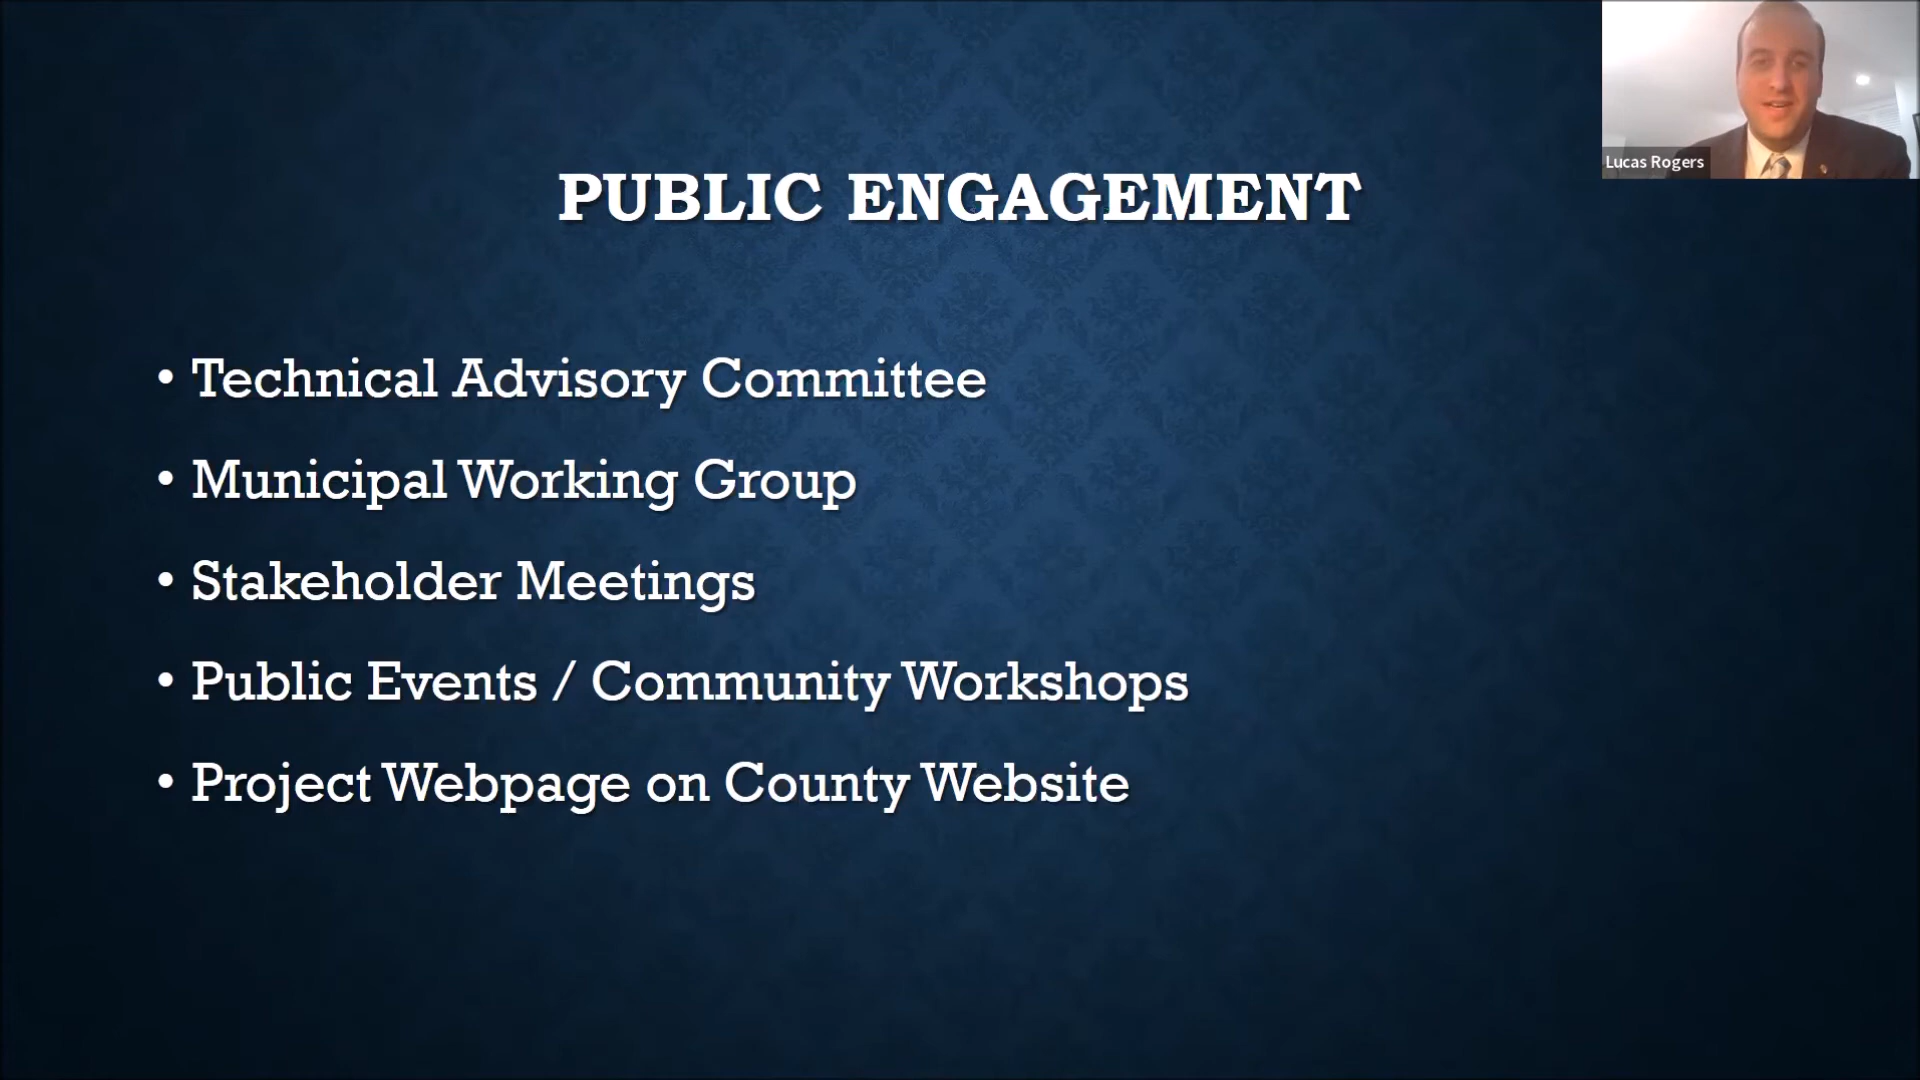 Lucas Rogers
PUBLIC ENGAGEMENT
• Technical Advisory Committee
• Municipal Working Group
• Stakeholder Meetings
• Public Events / Community Workshops
• Project Webpage on County Website